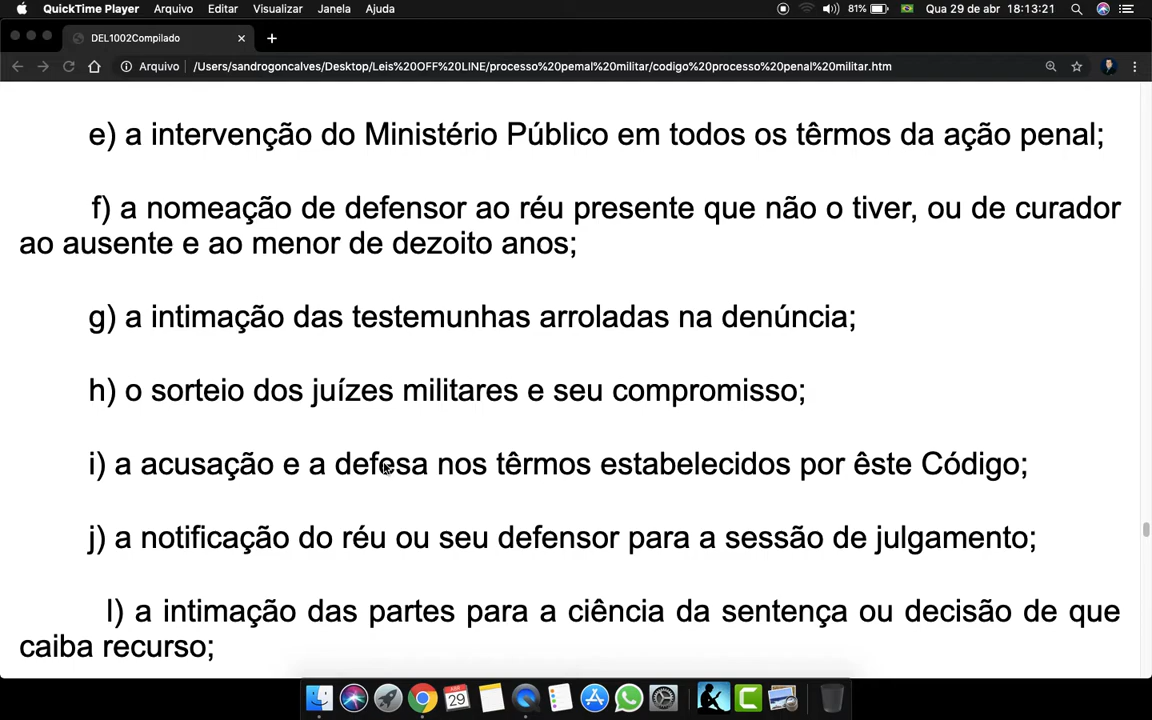 QuickTime Player Arquivo Editar Visualizar Janela Ajuda 81% Qua 29 de abr 18:13:21
DEL1002Compilado
Arquivo /Users/sandrogoncalves/Desktop/Leis%20OFF%20LINE/processo%20pemal%20militar/codigo%20processo%20penal%20militar.htm
e) a intervenção do Ministério Público em todos os têrmos da ação penal;
f) a nomeação de defensor ao réu presente que não o tiver, ou de curador
ao ausente e ao menor de dezoito anos;
g) a intimação das testemunhas arroladas na denúncia;
h) o sorteio dos juízes militares e seu compromisso;
i) a acusação e a defesa nos têrmos estabelecidos por êste Código;
j) a notificação do réu ou seu defensor para a sessão de julgamento;
l) a intimação das partes para a ciência da sentença ou decisão de que
caiba recurso;
ABR
29